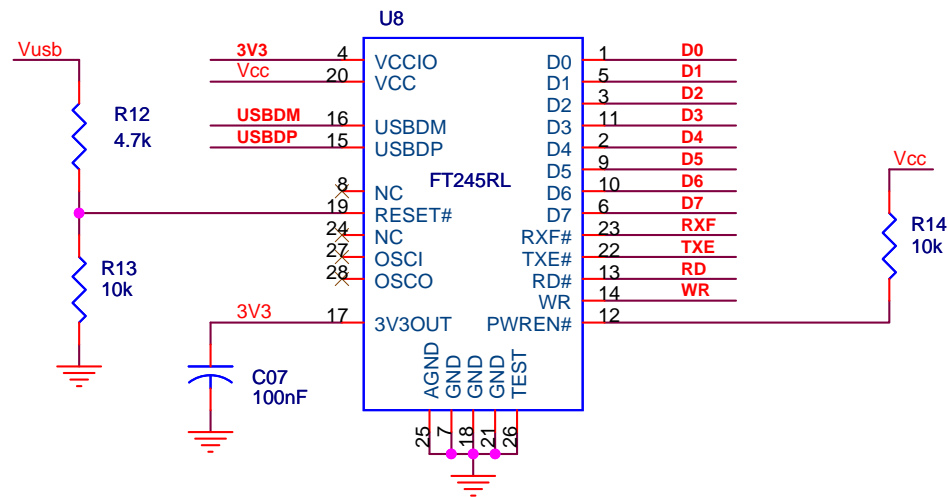 U8
Vusb
R12
4.7k
R13
10k
3V3 4 VCCIO
Vcc 20 VCC
USBDM 16 USBDM
USBDP 15 USBDP
8 NC
19 RESET#
24 NC
27 OSCI
28 OSCO
3V3 17 3V3OUT
C07
100nF
FT245RL
D0 1 D0
D1 5 D1
D2 3 D2
D3 11 D3
D4 2 D4
D5 9 D5
D6 10 D6
D7 6 D7
RXF# 23 RXF
TXE# 22 TXE
RD# 13 RD
WR 14 WR
PWREN# 12
Vcc
R14
10k
AGND 25
GND 7
GND 18
GND 21
TEST 26